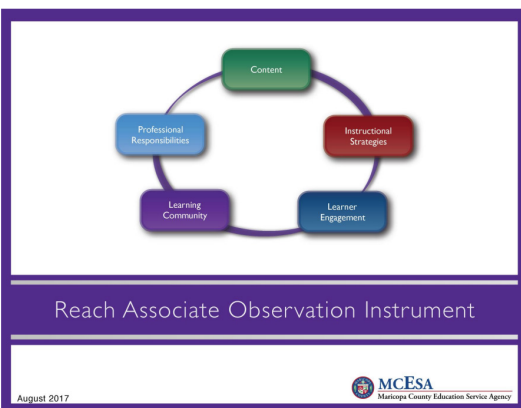 Content
Professional
Responsibilities
Instructional
Strategies
Learning
Community
Learner
Engagement
Reach Associate Observation Instrument
August 2017
MCESA
Maricopa County Education Service Agency